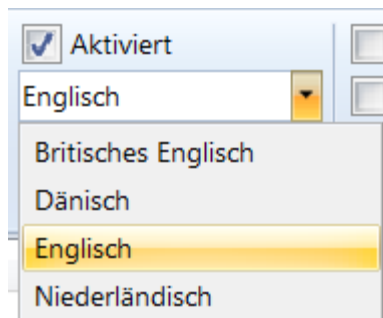 Aktiviert
Englisch
Britisches Englisch
Dänisch
Englisch
Niederländisch